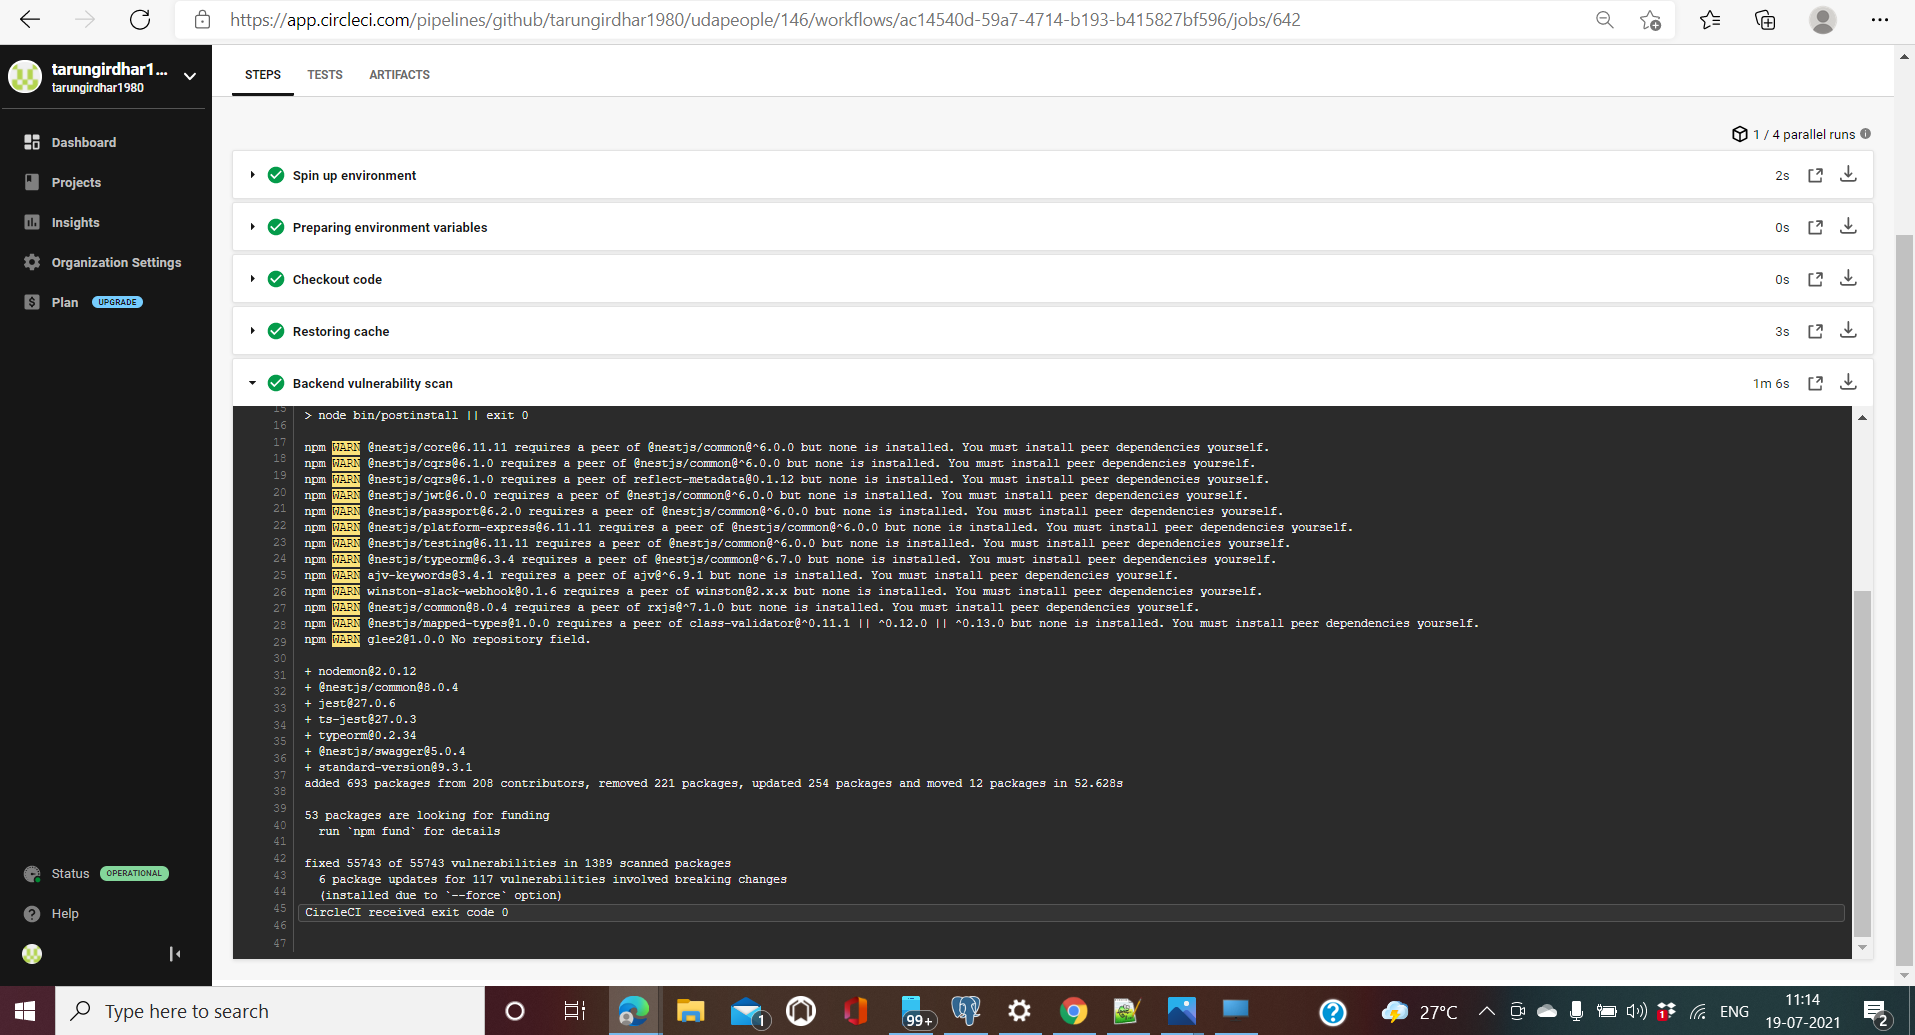 https://app.circleci.com/pipelines/github/tarungirdhar1980/udapeople/146/workflows/ac14540d-59a7-4714-b193-b415827bf596/jobs/642
tarungirdhar1...
tarungirdhar1980
Dashboard
Projects
Insights
Organization Settings
Plan UPGRADE
Status OPERATIONAL
Help
STEPS TESTS ARTIFACTS
1 / 4 parallel runs
Spin up environment 2s
Preparing environment variables 0s
Checkout code 0s
Restoring cache 3s
Backend vulnerability scan 1m 6s
15 > node bin/postinstall || exit 0
16
17 npm WARN @nestjs/core@6.11.11 requires a peer of @nestjs/common@^6.0.0 but none is installed. You must install peer dependencies yourself.
18 npm WARN @nestjs/cqrs@6.1.0 requires a peer of @nestjs/common@^6.0.0 but none is installed. You must install peer dependencies yourself.
19 npm WARN @nestjs/cqrs@6.1.0 requires a peer of reflect-metadata@0.1.12 but none is installed. You must install peer dependencies yourself.
20 npm WARN @nestjs/jwt@6.0.0 requires a peer of @nestjs/common@^6.0.0 but none is installed. You must install peer dependencies yourself.
21 npm WARN @nestjs/passport@6.2.0 requires a peer of @nestjs/common@^6.0.0 but none is installed. You must install peer dependencies yourself.
22 npm WARN @nestjs/platform-express@6.11.11 requires a peer of @nestjs/common@^6.0.0 but none is installed. You must install peer dependencies yourself.
23 npm WARN @nestjs/testing@6.11.11 requires a peer of @nestjs/common@^6.0.0 but none is installed. You must install peer dependencies yourself.
24 npm WARN @nestjs/typeorm@6.3.4 requires a peer of @nestjs/common@^6.7.0 but none is installed. You must install peer dependencies yourself.
25 npm WARN ajv-keywords@3.4.1 requires a peer of ajv@^6.9.1 but none is installed. You must install peer dependencies yourself.
26 npm WARN winston-slack-webhook@0.1.6 requires a peer of winston@2.x.x but none is installed. You must install peer dependencies yourself.
27 npm WARN @nestjs/common@8.0.4 requires a peer of rxjs@^7.1.0 but none is installed. You must install peer dependencies yourself.
28 npm WARN @nestjs/mapped-types@1.0.0 requires a peer of class-validator@^0.11.1 || ^0.12.0 || ^0.13.0 but none is installed. You must install peer dependencies yourself.
29 npm WARN glee2@1.0.0 No repository field.
30
31 + nodemon@2.0.12
32 + @nestjs/common@8.0.4
33 + jest@27.0.6
34 + ts-jest@27.0.3
35 + typeorm@0.2.34
36 + @nestjs/swagger@5.0.4
37 + standard-version@9.3.1
38 added 693 packages from 208 contributors, removed 221 packages, updated 254 packages and moved 12 packages in 52.628s
39
40 53 packages are looking for funding
41 run `npm fund` for details
42
43 fixed 55743 of 55743 vulnerabilities in 1389 scanned packages
44 6 package updates for 117 vulnerabilities involved breaking changes
45 (installed due to `--force` option)
46 CircleCI received exit code 0
47
Type here to search
1
99+
27°C
1
ENG
11:14
19-07-2021
2